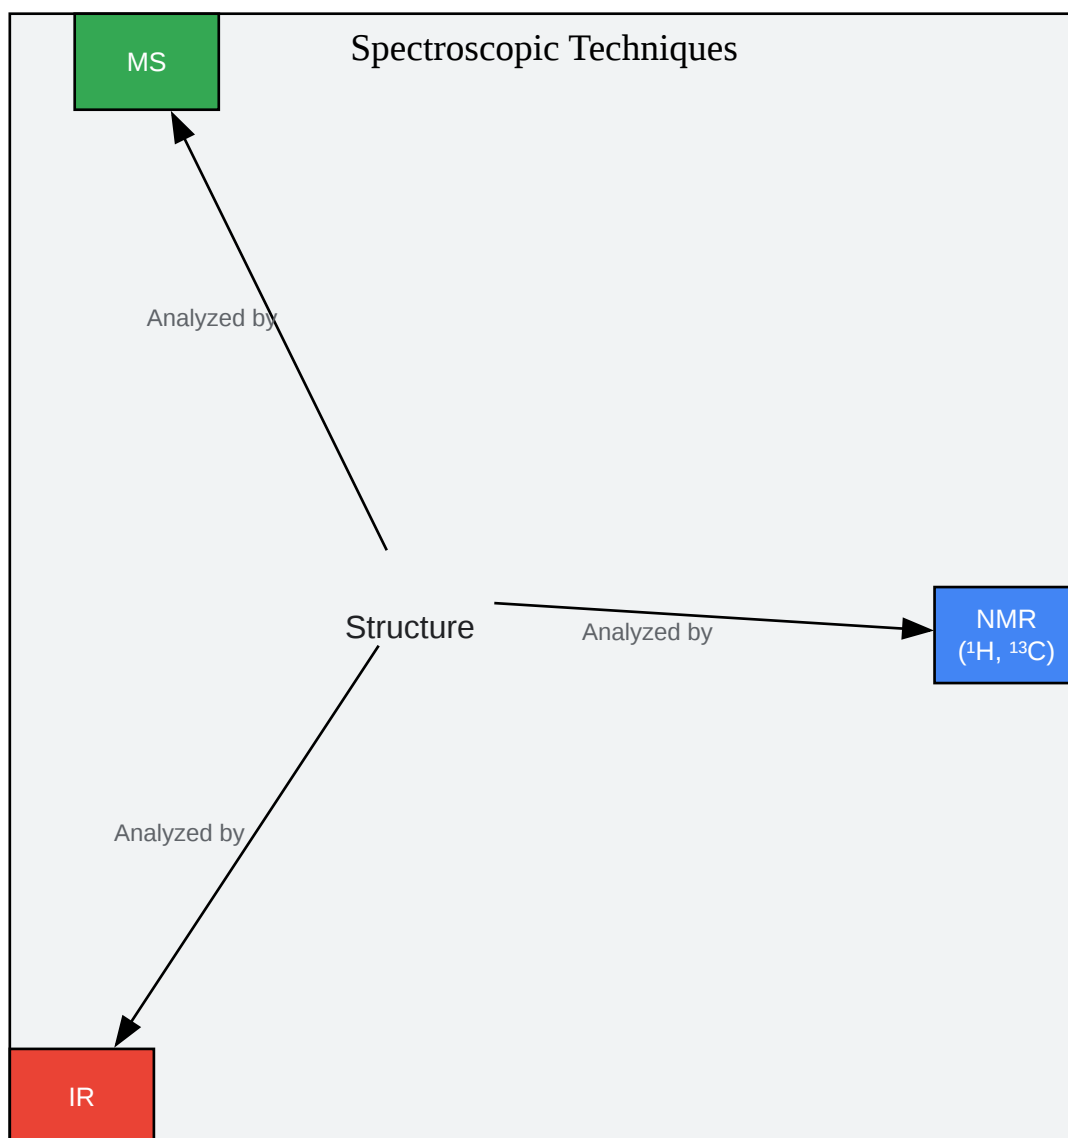 MS
Spectroscopic Techniques
Analyzed by
Structure
Analyzed by
NMR
(¹H, ¹³C)
Analyzed by
IR